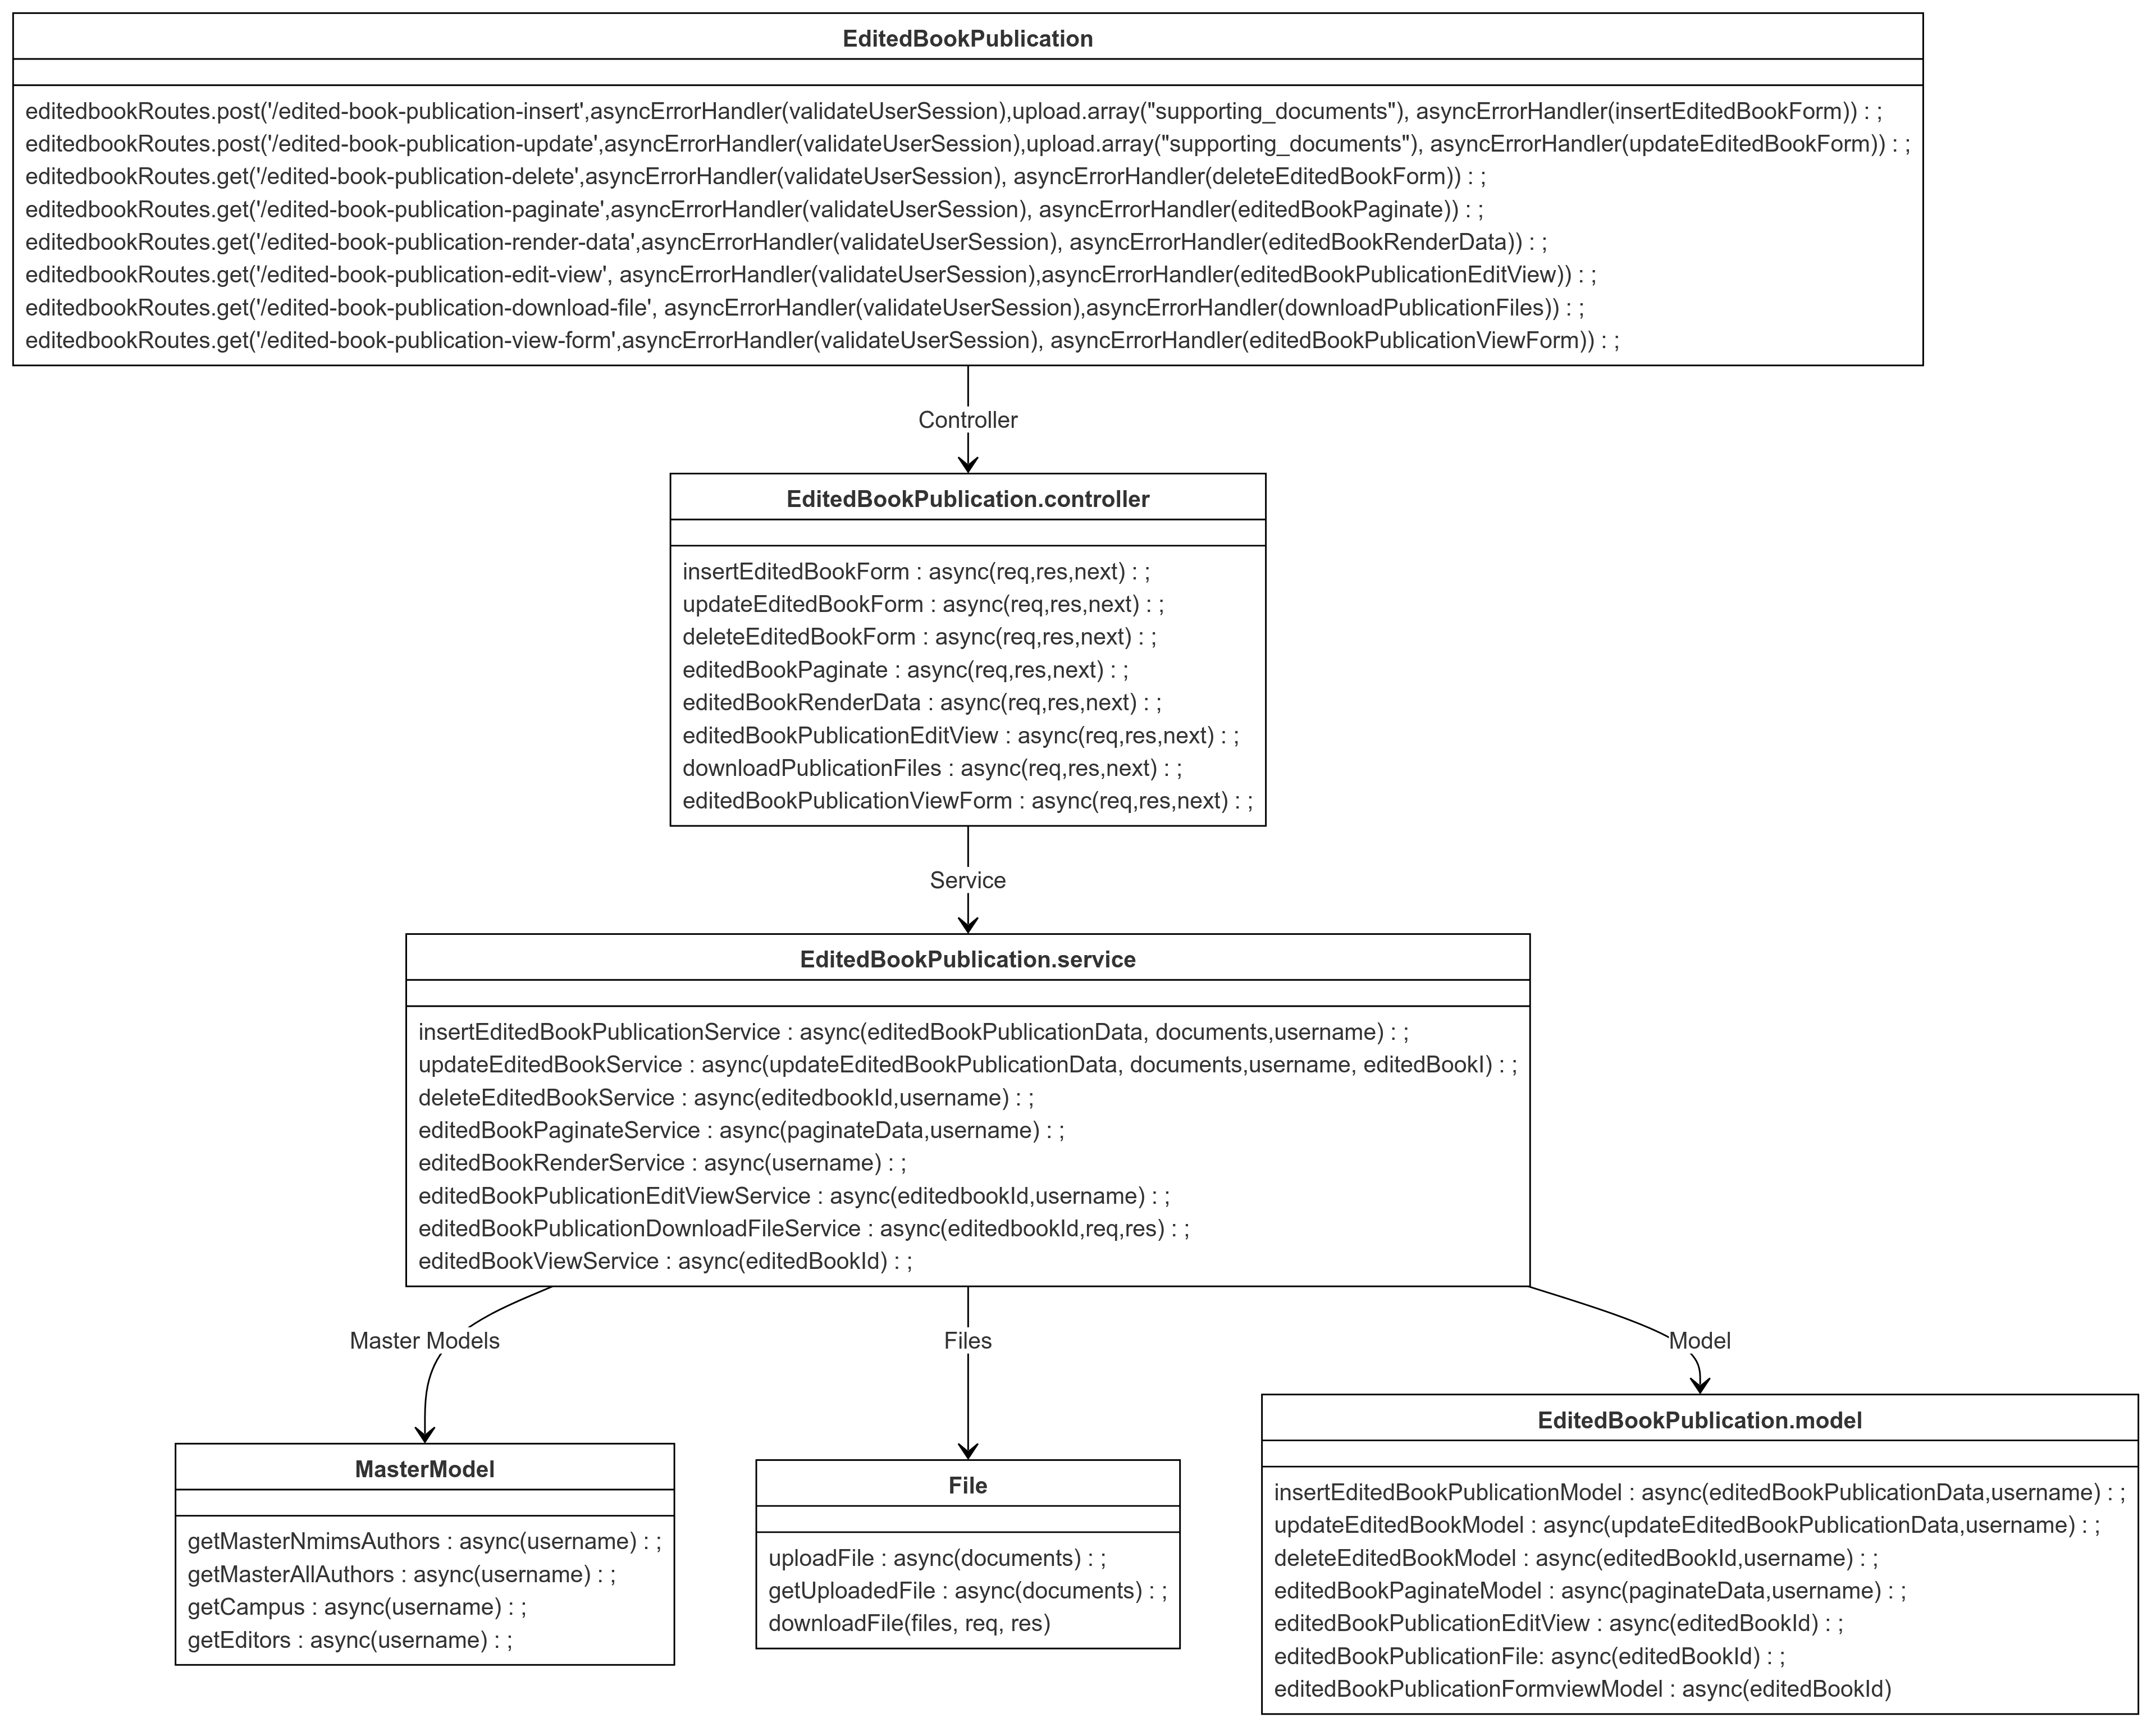 EditedBookPublication
editedbookRoutes.post('/edited-book-publication-insert',asyncErrorHandler(validateUserSession),upload.array("supporting_documents"), asyncErrorHandler(insertEditedBookForm)) : ;
editedbookRoutes.post('/edited-book-publication-update',asyncErrorHandler(validateUserSession),upload.array("supporting_documents"), asyncErrorHandler(updateEditedBookForm)) : ;
editedbookRoutes.get('/edited-book-publication-delete',asyncErrorHandler(validateUserSession), asyncErrorHandler(deleteEditedBookForm)) : ;
editedbookRoutes.get('/edited-book-publication-paginate',asyncErrorHandler(validateUserSession), asyncErrorHandler(editedBookPaginate)) : ;
editedbookRoutes.get('/edited-book-publication-render-data',asyncErrorHandler(validateUserSession), asyncErrorHandler(editedBookRenderData)) : ;
editedbookRoutes.get('/edited-book-publication-edit-view', asyncErrorHandler(validateUserSession),asyncErrorHandler(editedBookPublicationEditView)) : ;
editedbookRoutes.get('/edited-book-publication-download-file', asyncErrorHandler(validateUserSession),asyncErrorHandler(downloadPublicationFiles)) : ;
editedbookRoutes.get('/edited-book-publication-view-form',asyncErrorHandler(validateUserSession), asyncErrorHandler(editedBookPublicationViewForm)) : ;
Controller
EditedBookPublication.controller
insertEditedBookForm : async(req,res,next) : ;
updateEditedBookForm : async(req,res,next) : ;
deleteEditedBookForm : async(req,res,next) : ;
editedBookPaginate : async(req,res,next) : ;
editedBookRenderData : async(req,res,next) : ;
editedBookPublicationEditView : async(req,res,next) : ;
downloadPublicationFiles : async(req,res,next) : ;
editedBookPublicationViewForm : async(req,res,next) : ;
Service
EditedBookPublication.service
insertEditedBookPublicationService : async(editedBookPublicationData, documents,username) : ;
updateEditedBookService : async(updateEditedBookPublicationData, documents,username, editedBookI) : ;
deleteEditedBookService : async(editedbookId,username) : ;
editedBookPaginateService : async(paginateData,username) : ;
editedBookRenderService : async(username) : ;
editedBookPublicationEditViewService : async(editedbookId,username) : ;
editedBookPublicationDownloadFileService : async(editedbookId,req,res) : ;
editedBookViewService : async(editedBookId) : ;
Master Models
Files
Model
MasterModel
getMasterNmimsAuthors : async(username) : ;
getMasterAllAuthors : async(username) : ;
getCampus : async(username) : ;
getEditors : async(username) : ;
File
uploadFile : async(documents) : ;
getUploadedFile : async(documents) : ;
downloadFile(files, req, res)
EditedBookPublication.model
insertEditedBookPublicationModel : async(editedBookPublicationData,username) : ;
updateEditedBookModel : async(updateEditedBookPublicationData,username) : ;
deleteEditedBookModel : async(editedBookId,username) : ;
editedBookPaginateModel : async(paginateData,username) : ;
editedBookPublicationEditView : async(editedBookId) : ;
editedBookPublicationFile: async(editedBookId) : ;
editedBookPublicationFormviewModel : async(editedBookId)